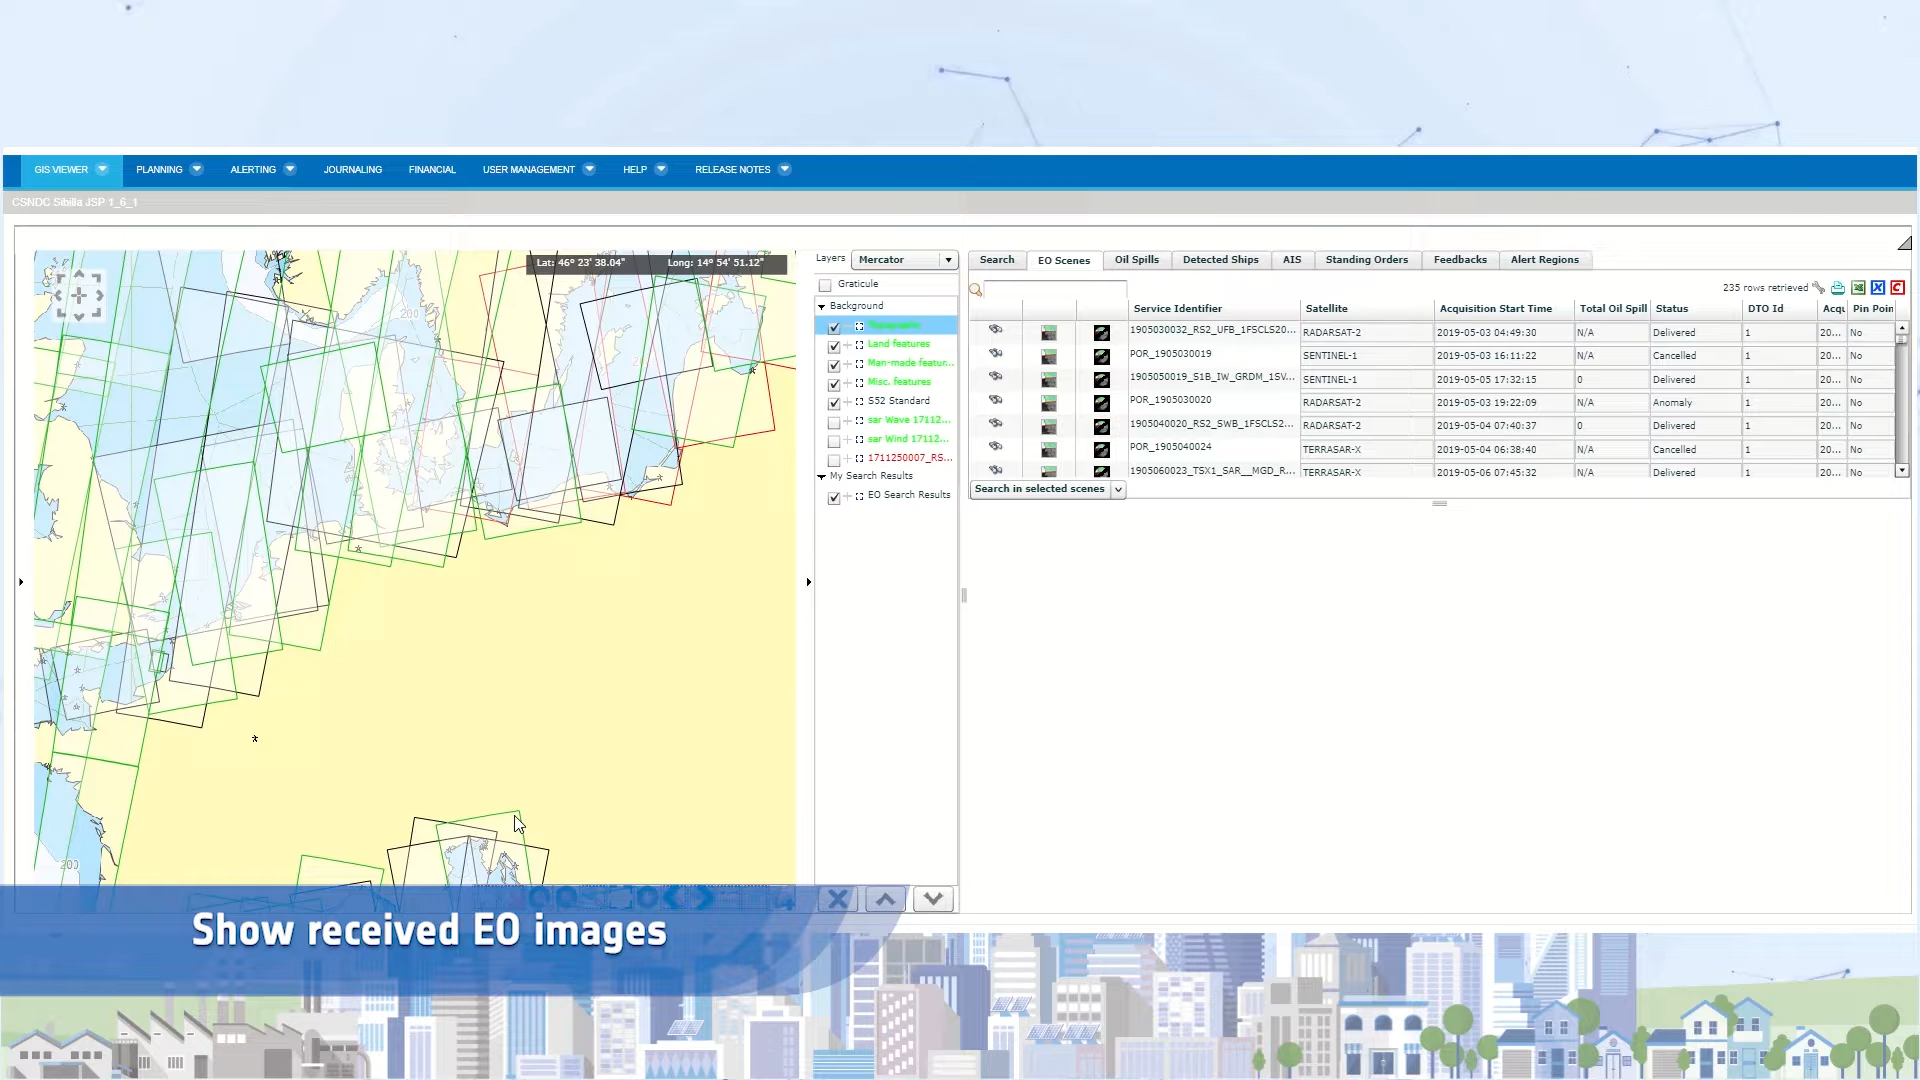 GIS VIEWER PLANNING ALERTING JOURNALING FINANCIAL USER MANAGEMENT HELP RELEASE NOTES
CSNDC Sibilla JSP 1_6_1
Lat: 46º 23' 38.04" Long: 14º 54' 51.12"
200
200
Layers Mercator
Graticule
Background
Land features
Man-made featur...
Misc. features
S52 Standard
sar Wave 17112...
sar Wind 17112...
1711250007_RS...
My Search Results
EO Search Results
Search EO Scenes Oil Spills Detected Ships AIS Standing Orders Feedbacks Alert Regions
235 rows retrieved
Service Identifier Satellite Acquisition Start Time Total Oil Spill Status DTO Id Acqu Pin Poin
1905030032_RS2_UFB_1FSCLS20... RADARSAT-2 2019-05-03 04:49:30 N/A Delivered 1 20... No
POR_1905030019 SENTINEL-1 2019-05-03 16:11:22 N/A Cancelled 1 20... No
1905050019_S1B_IW_GRDM_1SV... SENTINEL-1 2019-05-05 17:32:15 0 Delivered 1 20... No
POR_1905030020 RADARSAT-2 2019-05-03 19:22:09 N/A Anomaly 1 20... No
1905040020_RS2_SWB_1FSCLS2... RADARSAT-2 2019-05-04 07:40:37 0 Delivered 1 20... No
POR_1905040024 TERRASAR-X 2019-05-04 06:38:40 N/A Cancelled 1 20... No
1905060023_TSX1_SAR__MGD_R... TERRASAR-X 2019-05-06 07:45:32 N/A Delivered 1 20... No
Search in selected scenes
Show received EO images